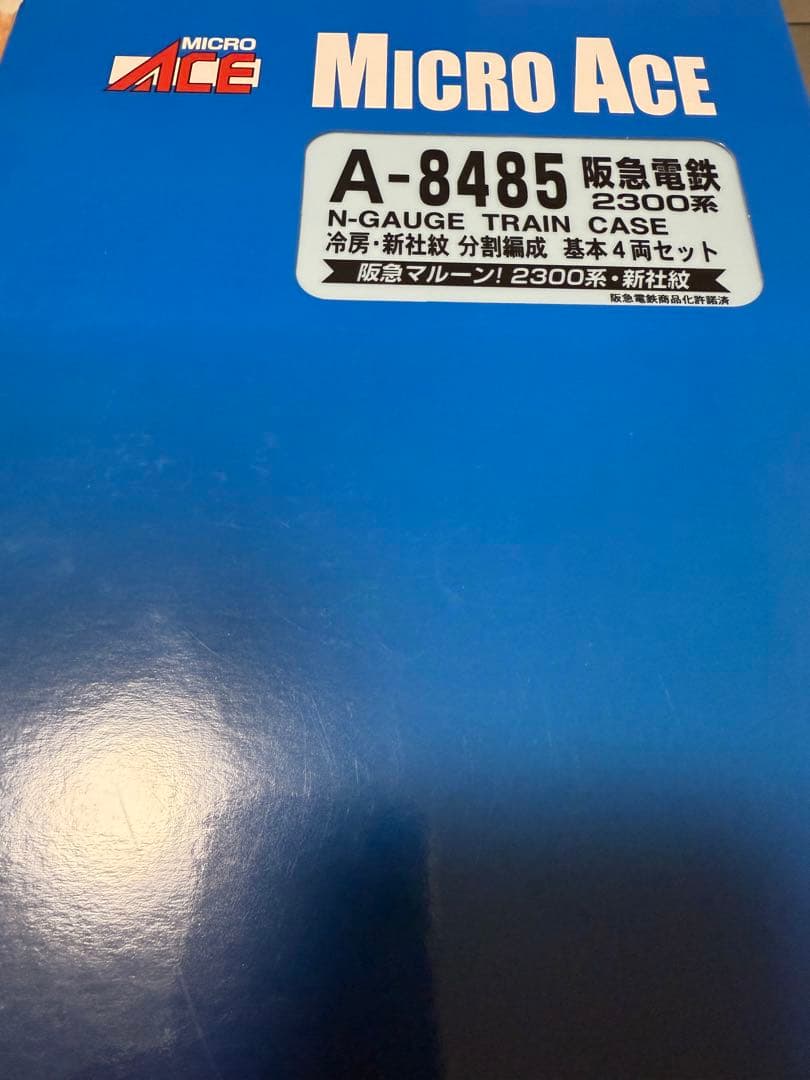 MICRO
ACE
MICRO ACE
A-8485 阪急電鉄
2300系
N-GAUGE TRAIN CASE
冷房・新社紋 分割編成 基本4両セット
阪急マルーン! 2300系・新社紋
阪急電鉄商品化許諾済